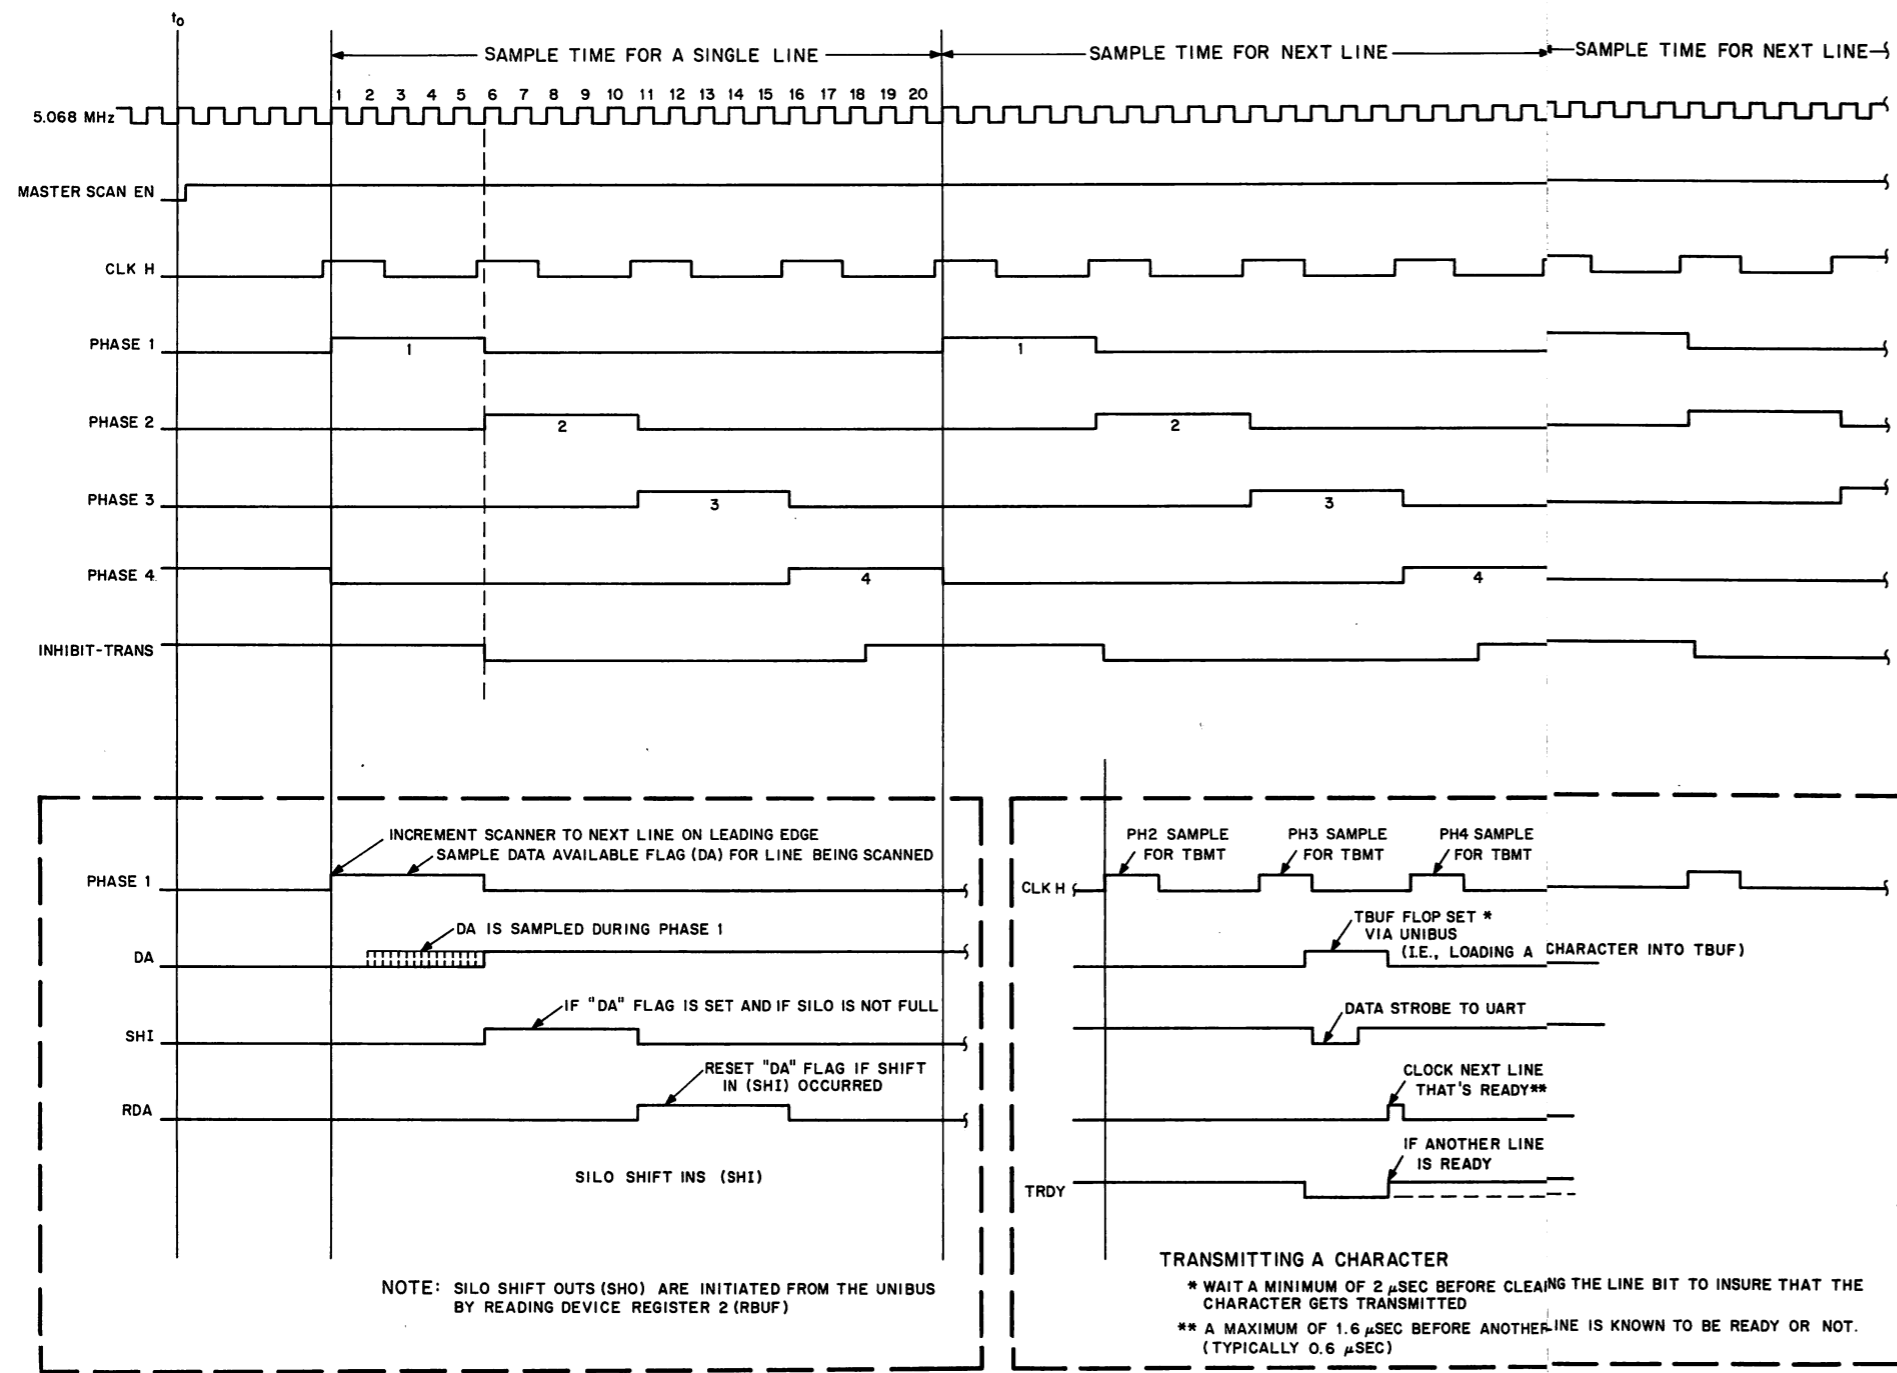 t0
SAMPLE TIME FOR A SINGLE LINE
SAMPLE TIME FOR NEXT LINE
SAMPLE TIME FOR NEXT LINE
1 2 3 4 5 6 7 8 9 10 11 12 13 14 15 16 17 18 19 20
5.068 MHz
MASTER SCAN EN
CLK H
PHASE 1
1
1
PHASE 2
2
2
PHASE 3
3
3
PHASE 4
4
4
INHIBIT-TRANS
INCREMENT SCANNER TO NEXT LINE ON LEADING EDGE
SAMPLE DATA AVAILABLE FLAG (DA) FOR LINE BEING SCANNED
PHASE 1
DA IS SAMPLED DURING PHASE 1
DA
IF "DA" FLAG IS SET AND IF SILO IS NOT FULL
SHI
RESET "DA" FLAG IF SHIFT
IN (SHI) OCCURRED
RDA
SILO SHIFT INS (SHI)
NOTE: SILO SHIFT OUTS (SHO) ARE INITIATED FROM THE UNIBUS
BY READING DEVICE REGISTER 2 (RBUF)
PH2 SAMPLE
FOR TBMT
PH3 SAMPLE
FOR TBMT
PH4 SAMPLE
FOR TBMT
CLK H
TBUF FLOP SET *
VIA UNIBUS
(I.E., LOADING A CHARACTER INTO TBUF)
DATA STROBE TO UART
CLOCK NEXT LINE
THAT'S READY**
IF ANOTHER LINE
IS READY
TRDY
TRANSMITTING A CHARACTER
* WAIT A MINIMUM OF 2 µSEC BEFORE CLEAING THE LINE BIT TO INSURE THAT THE
CHARACTER GETS TRANSMITTED
** A MAXIMUM OF 1.6 µSEC BEFORE ANOTHER LINE IS KNOWN TO BE READY OR NOT.
(TYPICALLY 0.6 µSEC)